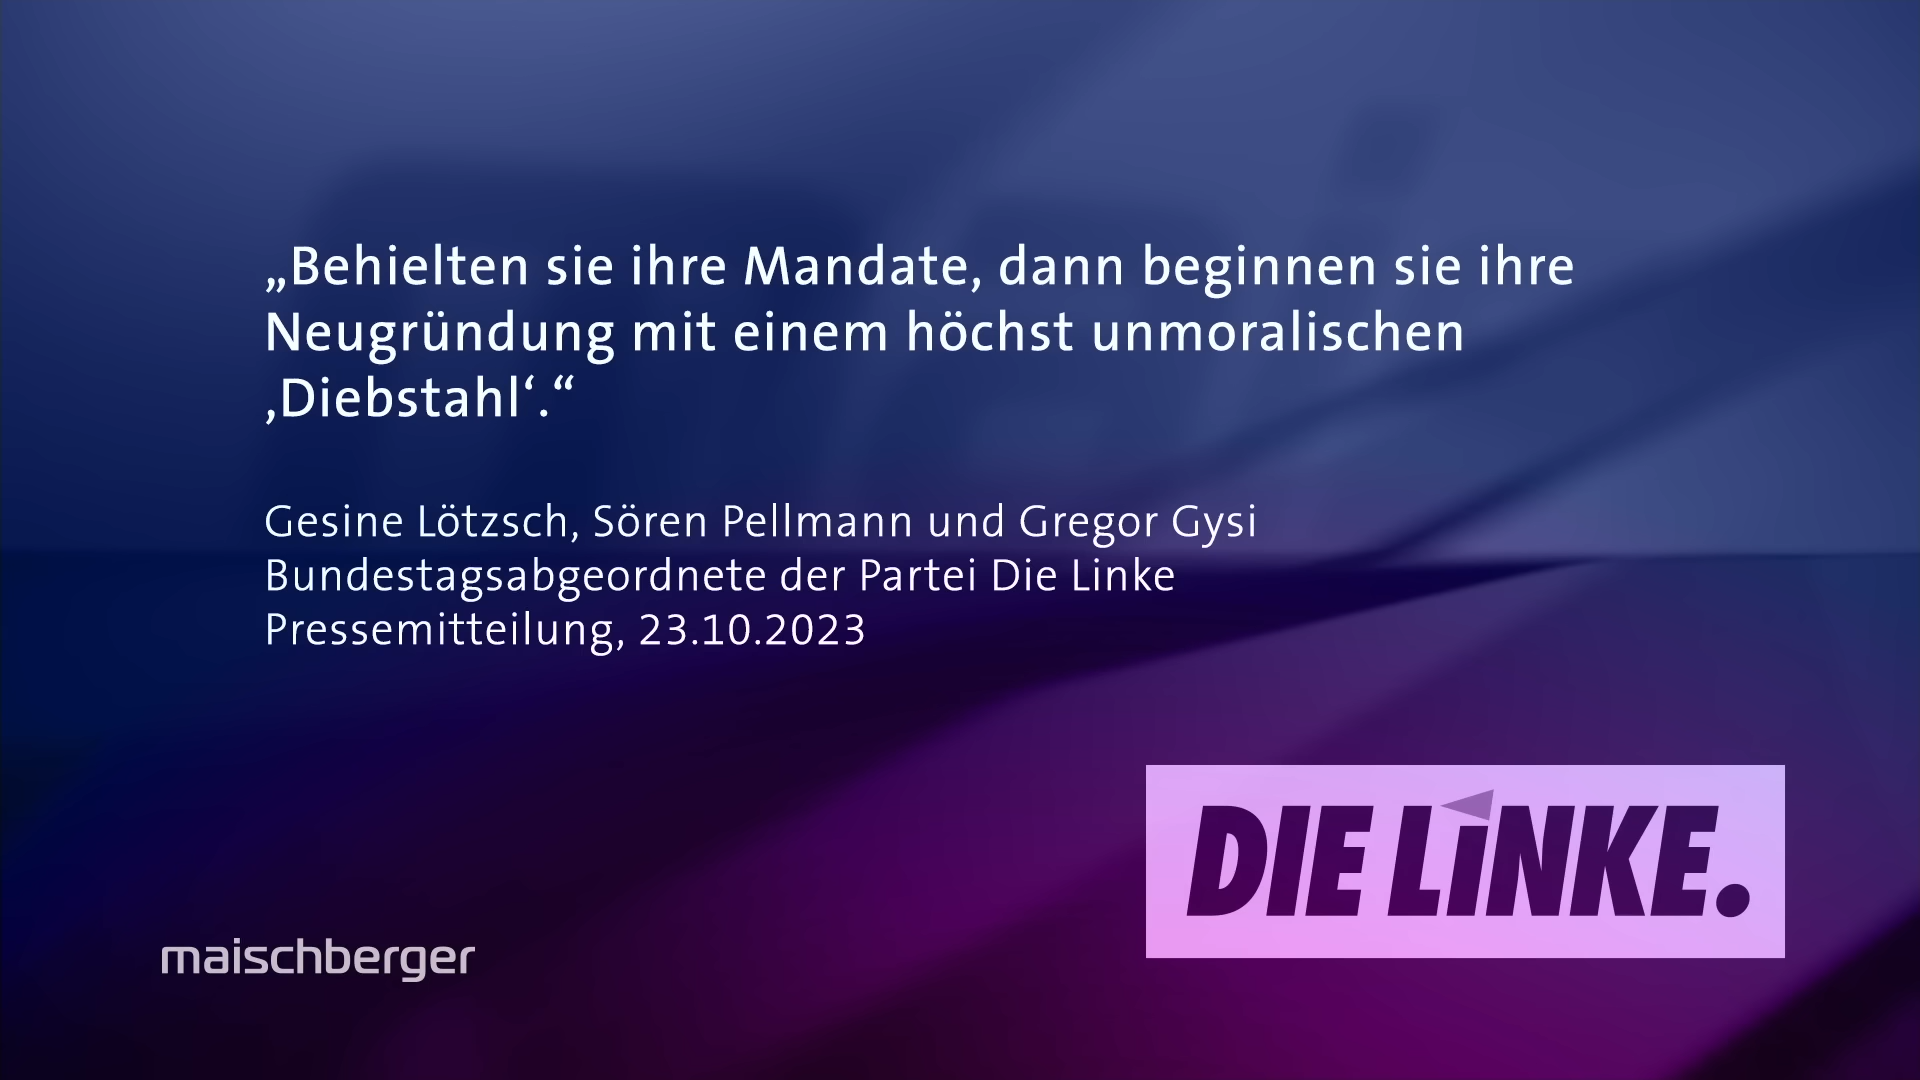 „Behielten sie ihre Mandate, dann beginnen sie ihre
Neugründung mit einem höchst unmoralischen
‚Diebstahl‘.“
Gesine Lötzsch, Sören Pellmann und Gregor Gysi
Bundestagsabgeordnete der Partei Die Linke
Pressemitteilung, 23.10.2023
DIE LiNKE.
maischberger